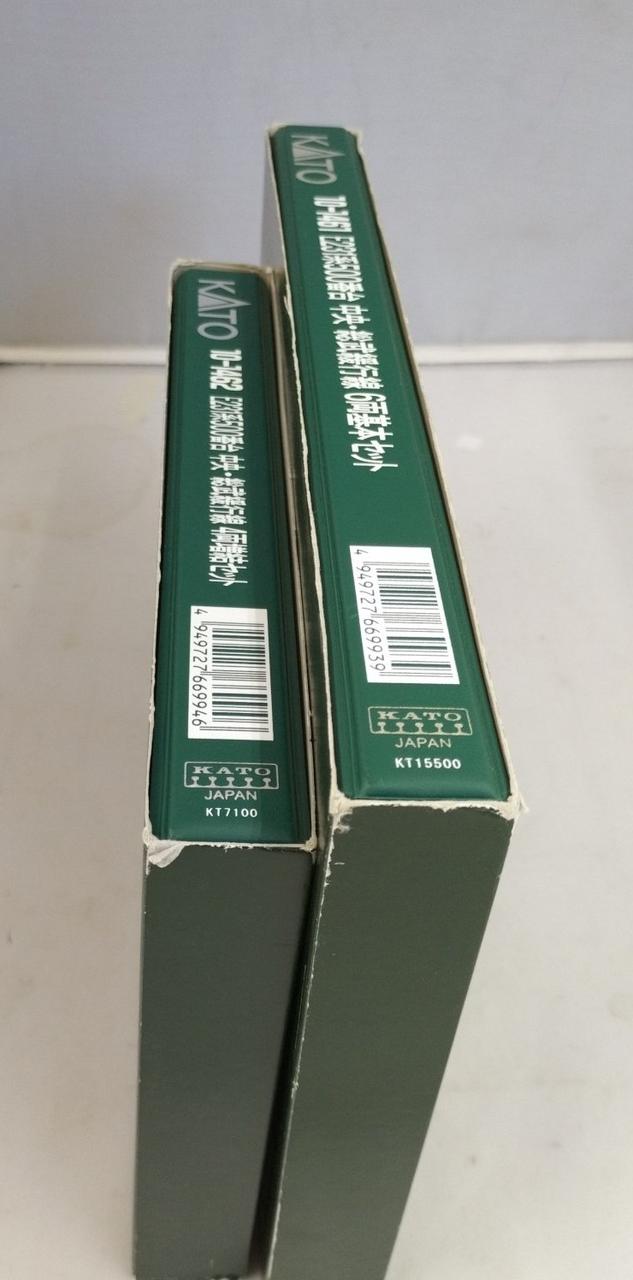 KATO
10-1462 E231系500番台 中央・総武緩行線 4両増結セット
4 949727 669946
KATO
JAPAN
KT7100
KATO
10-1461 E231系500番台 中央・総武緩行線 6両基本セット
4 949727 669939
KATO
JAPAN
KT15500